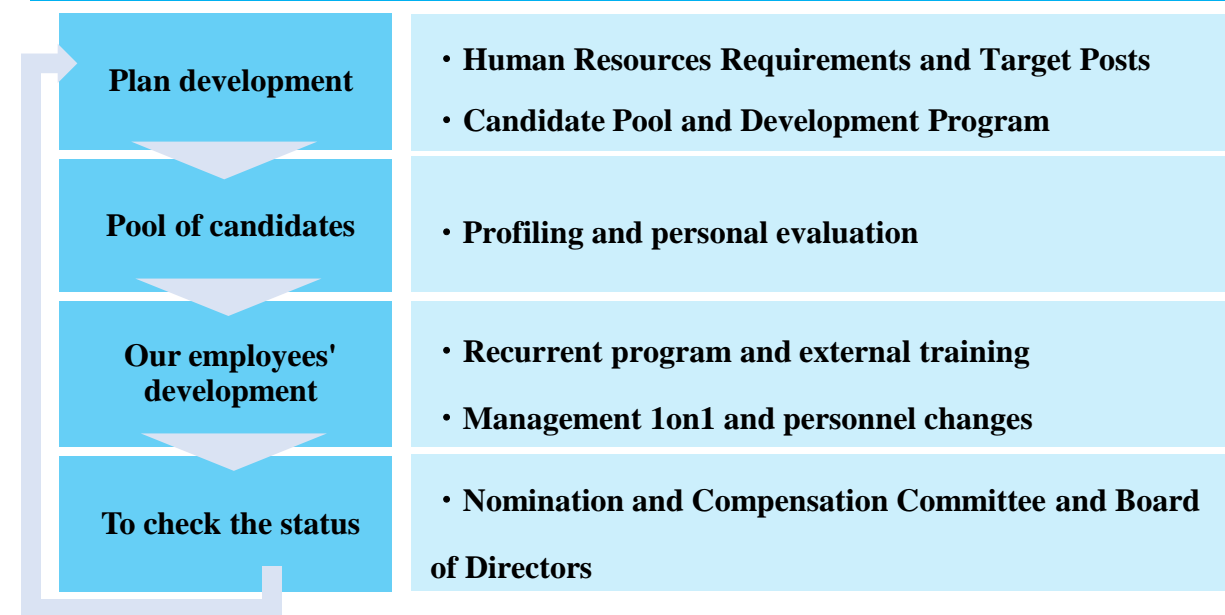 Plan development
・Human Resources Requirements and Target Posts
・Candidate Pool and Development Program
Pool of candidates
・Profiling and personal evaluation
Our employees'
development
・Recurrent program and external training
・Management 1on1 and personnel changes
To check the status
・Nomination and Compensation Committee and Board
of Directors